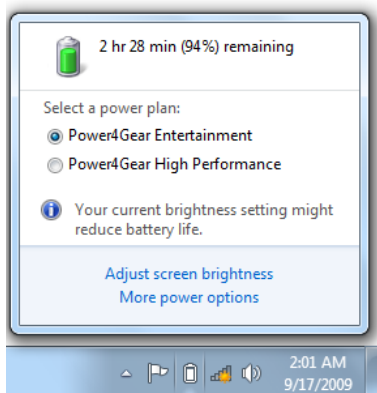 2 hr 28 min (94%) remaining
Select a power plan:
Power4Gear Entertainment
Power4Gear High Performance
Your current brightness setting might
reduce battery life.
Adjust screen brightness
More power options
2:01 AM
9/17/2009